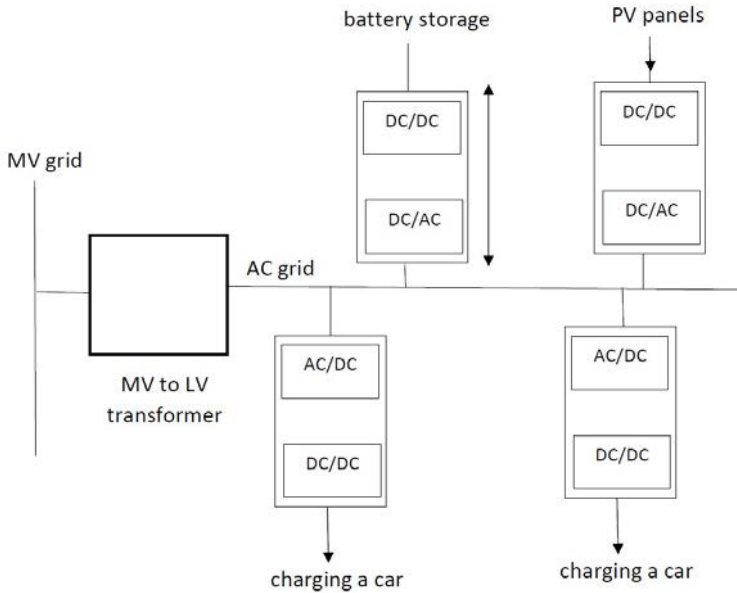 battery storage
PV panels
DC/DC
DC/DC
MV grid
DC/AC
DC/AC
AC grid
AC/DC
AC/DC
MV to LV
transformer
DC/DC
DC/DC
charging a car
charging a car